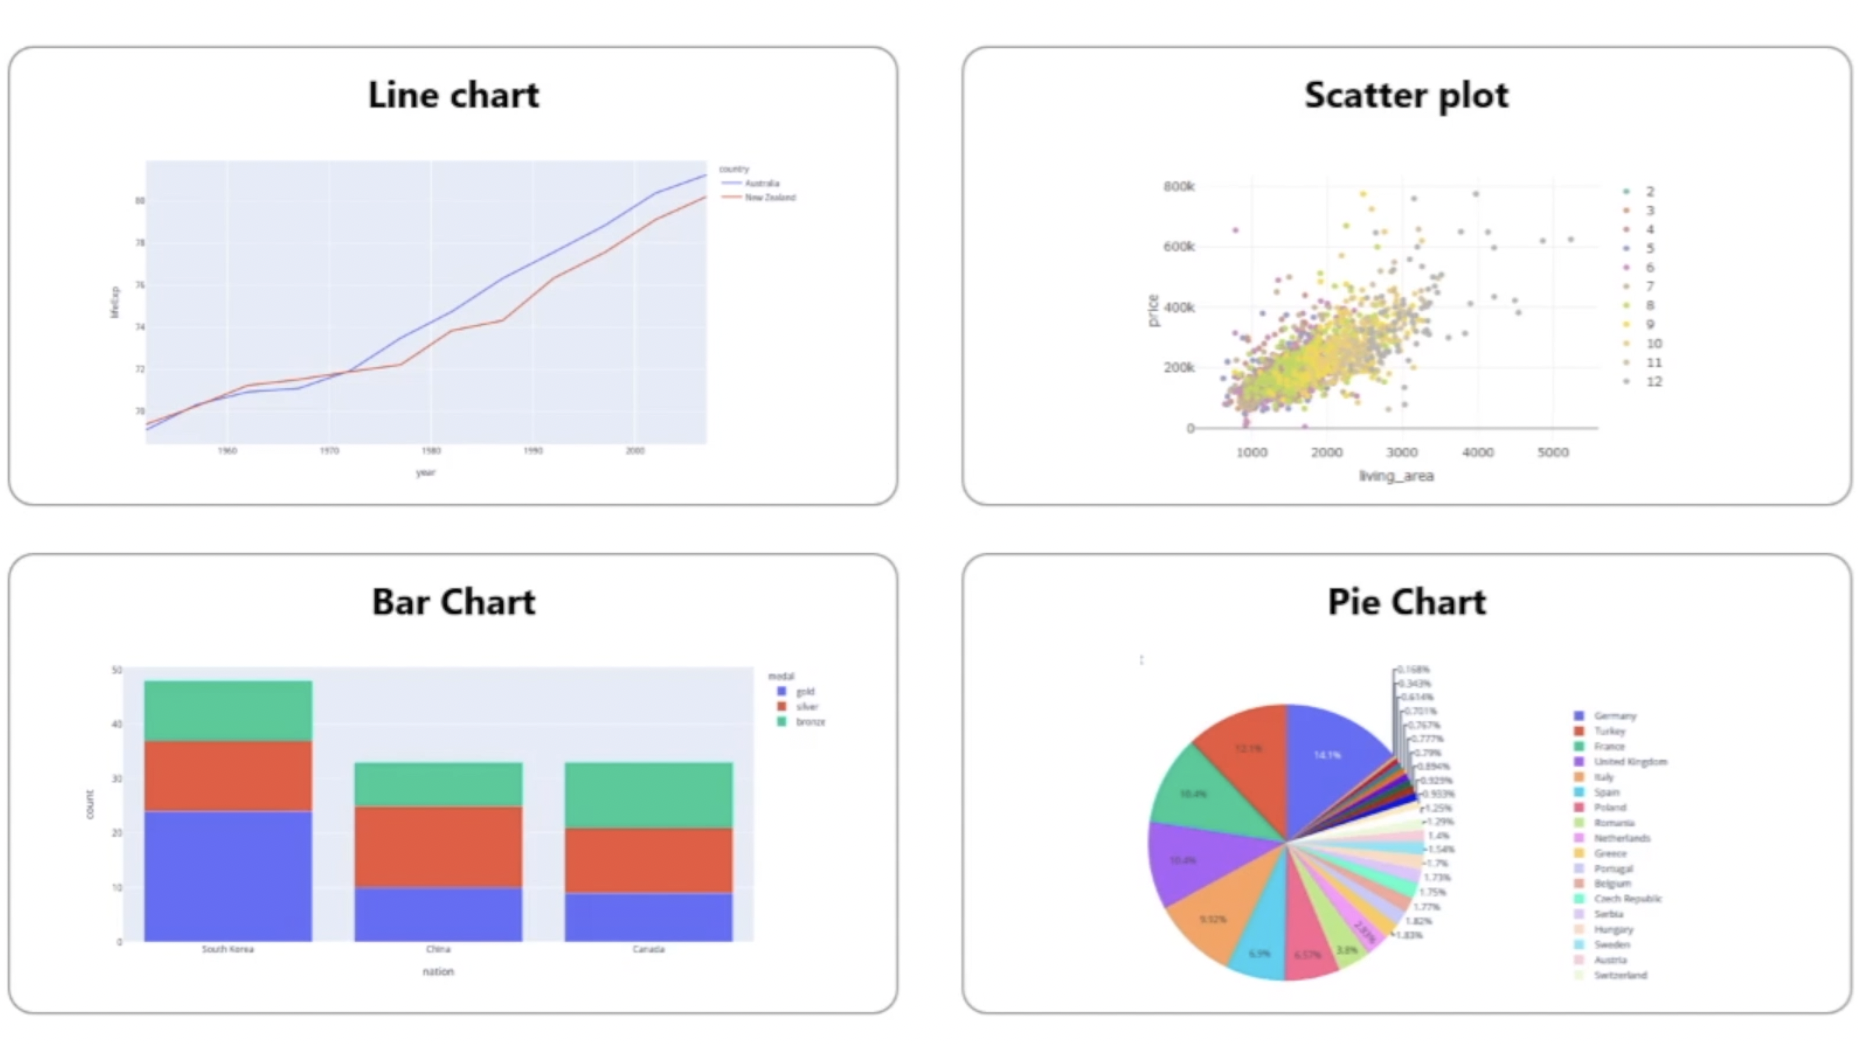 Line chart
80
78
76
74
72
70
lifeExp
1960 1970 1980 1990 2000
year
country
Australia
New Zealand
Scatter plot
800k
600k
400k
200k
0
price
1000 2000 3000 4000 5000
living_area
2
3
4
5
6
7
8
9
10
11
12
Bar Chart
50
40
30
20
10
0
count
South Korea China Canada
nation
medal
gold
silver
bronze
Pie Chart
:
0.168%
0.343%
0.614%
0.701%
0.767%
0.777%
0.79%
0.894%
0.929%
0.933%
1.25%
1.29%
1.4%
1.54%
1.7%
1.73%
1.75%
1.77%
1.82%
1.83%
14.1%
12.1%
10.4%
10.4%
9.92%
6.9%
6.57%
3.8%
2.83%
Germany
Turkey
France
United Kingdom
Italy
Spain
Poland
Romania
Netherlands
Greece
Portugal
Belgium
Czech Republic
Serbia
Hungary
Sweden
Austria
Switzerland